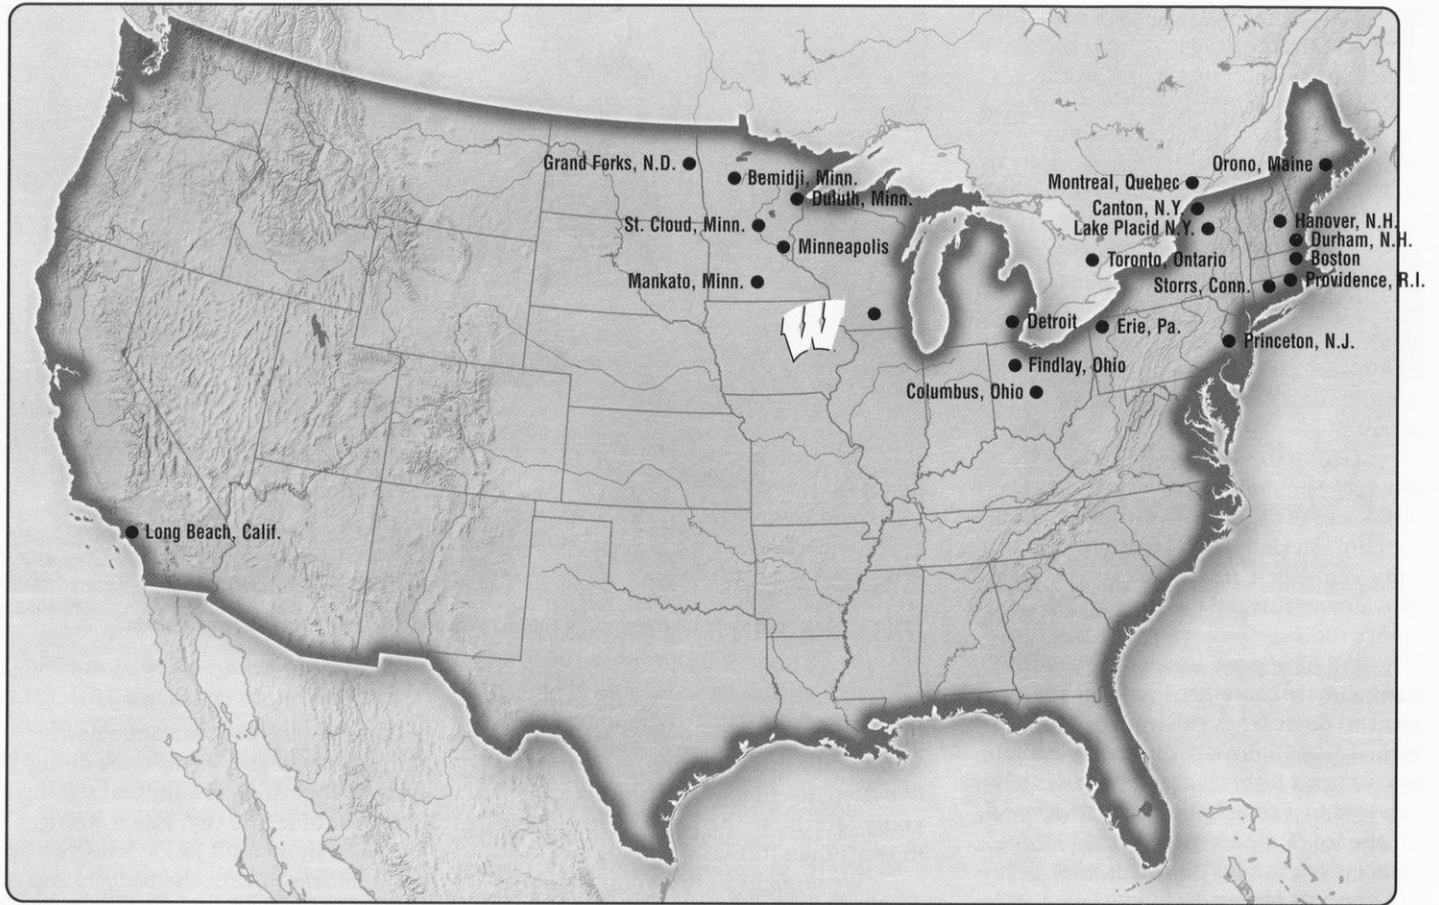 Grand Forks, N.D.
Bemidji, Minn.
Duluth, Minn.
St. Cloud, Minn.
Minneapolis
Mankato, Minn.
W
Orono, Maine
Montreal, Quebec
Canton, N.Y.
Lake Placid N.Y.
Hanover, N.H.
Durham, N.H.
Toronto, Ontario
Boston
Storrs, Conn.
Providence, R.I.
Detroit
Erie, Pa.
Princeton, N.J.
Findlay, Ohio
Columbus, Ohio
Long Beach, Calif.